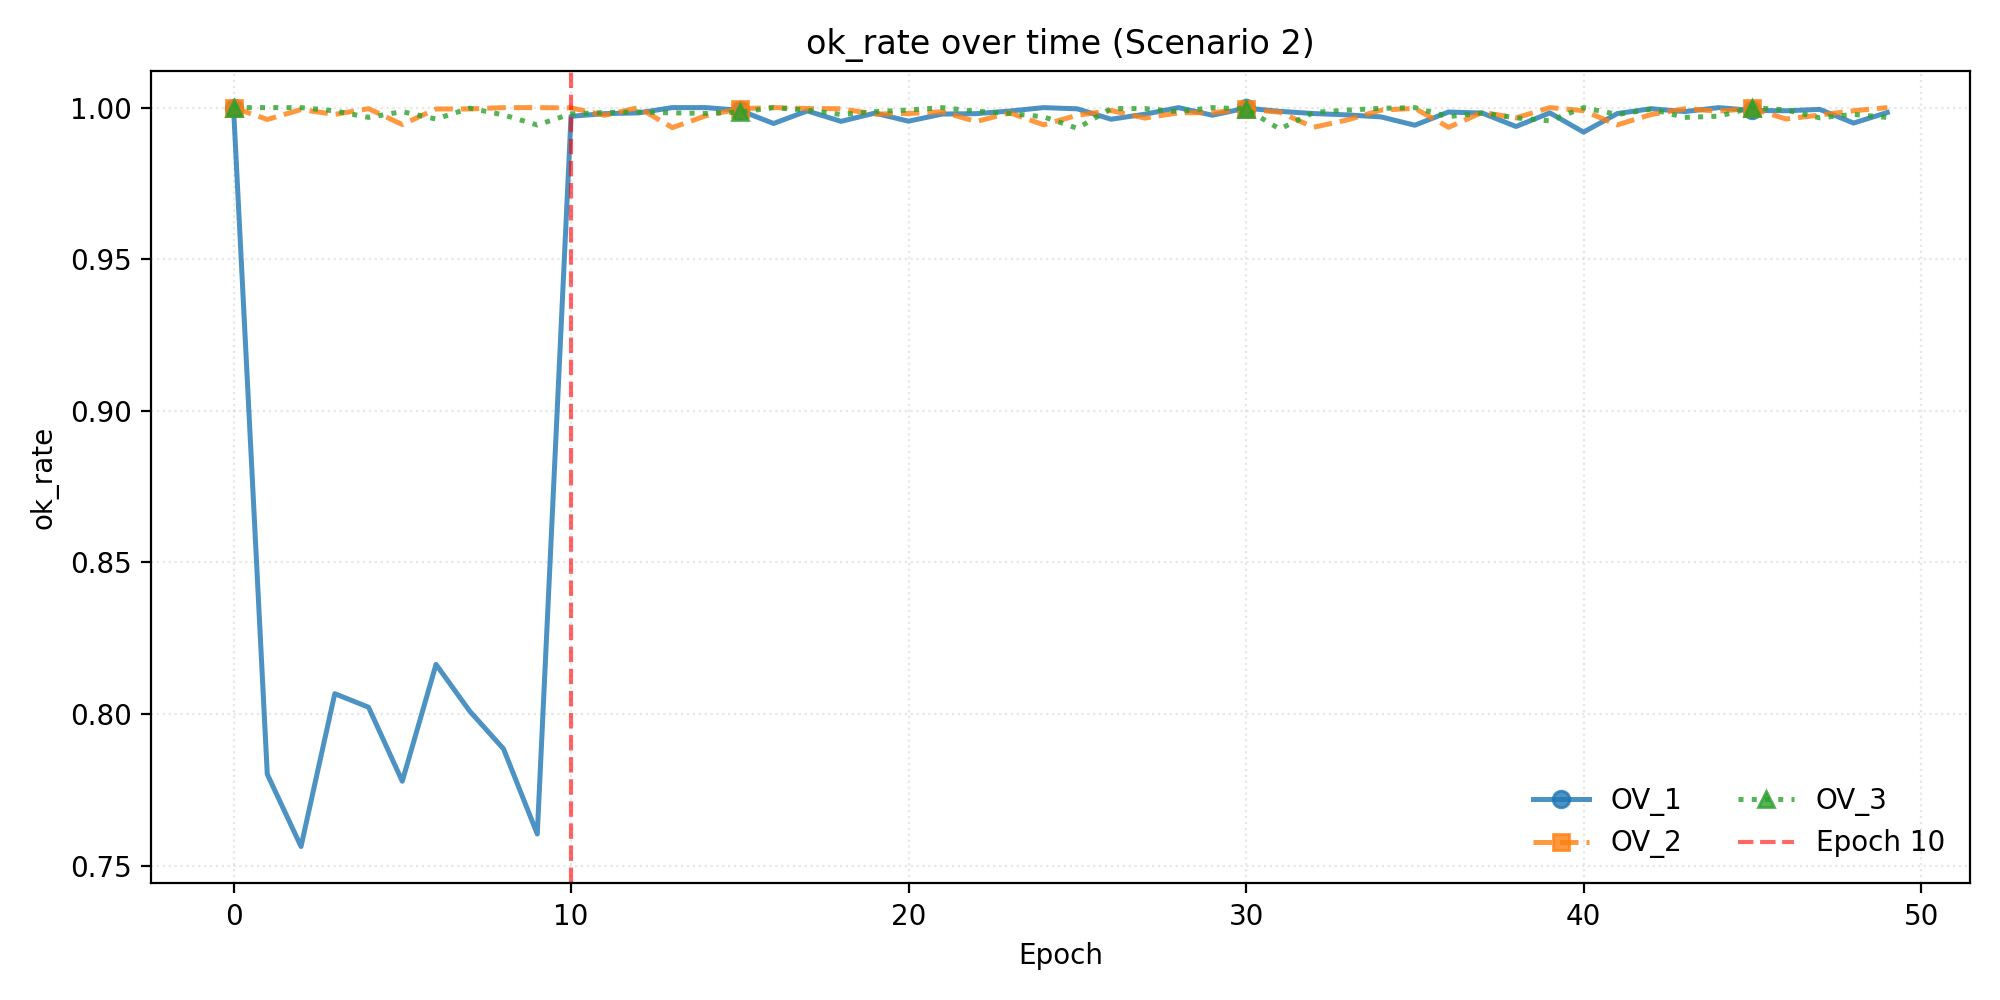 ok_rate over time (Scenario 2)
1.00
0.95
0.90
0.85
0.80
0.75
ok_rate
0 10 20 30 40 50
Epoch
OV_1 OV_3
OV_2 Epoch 10